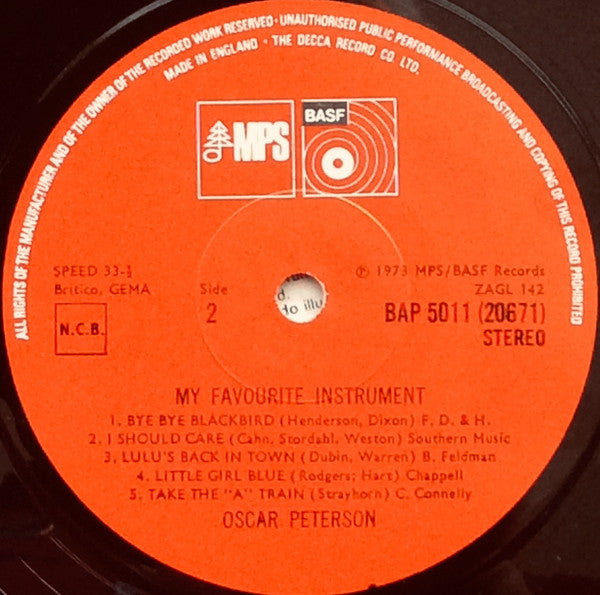 ALL RIGHTS OF THE MANUFACTURER AND OF THE OWNER OF THE RECORDED WORK RESERVED · UNAUTHORISED PUBLIC PERFORMANCE BROADCASTING AND COPYING OF THIS RECORD PROHIBITED
MADE IN ENGLAND · THE DECCA RECORD CO. LTD.
MPS
BASF
SPEED 33-⅓
Britico, GEMA
Side
2
N.C.B.
℗ 1973 MPS/BASF Records
ZAGL 142
BAP 5011 (20671)
STEREO
MY FAVOURITE INSTRUMENT
1. BYE BYE BLACKBIRD (Henderson, Dixon) F. D. & H.
2. I SHOULD CARE (Cahn, Stordahl, Weston) Southern Music
3. LULU'S BACK IN TOWN (Dubin, Warren) B. Feldman
4. LITTLE GIRL BLUE (Rodgers; Hart) Chappell
5. TAKE THE "A" TRAIN (Strayhorn) C. Connelly
OSCAR PETERSON